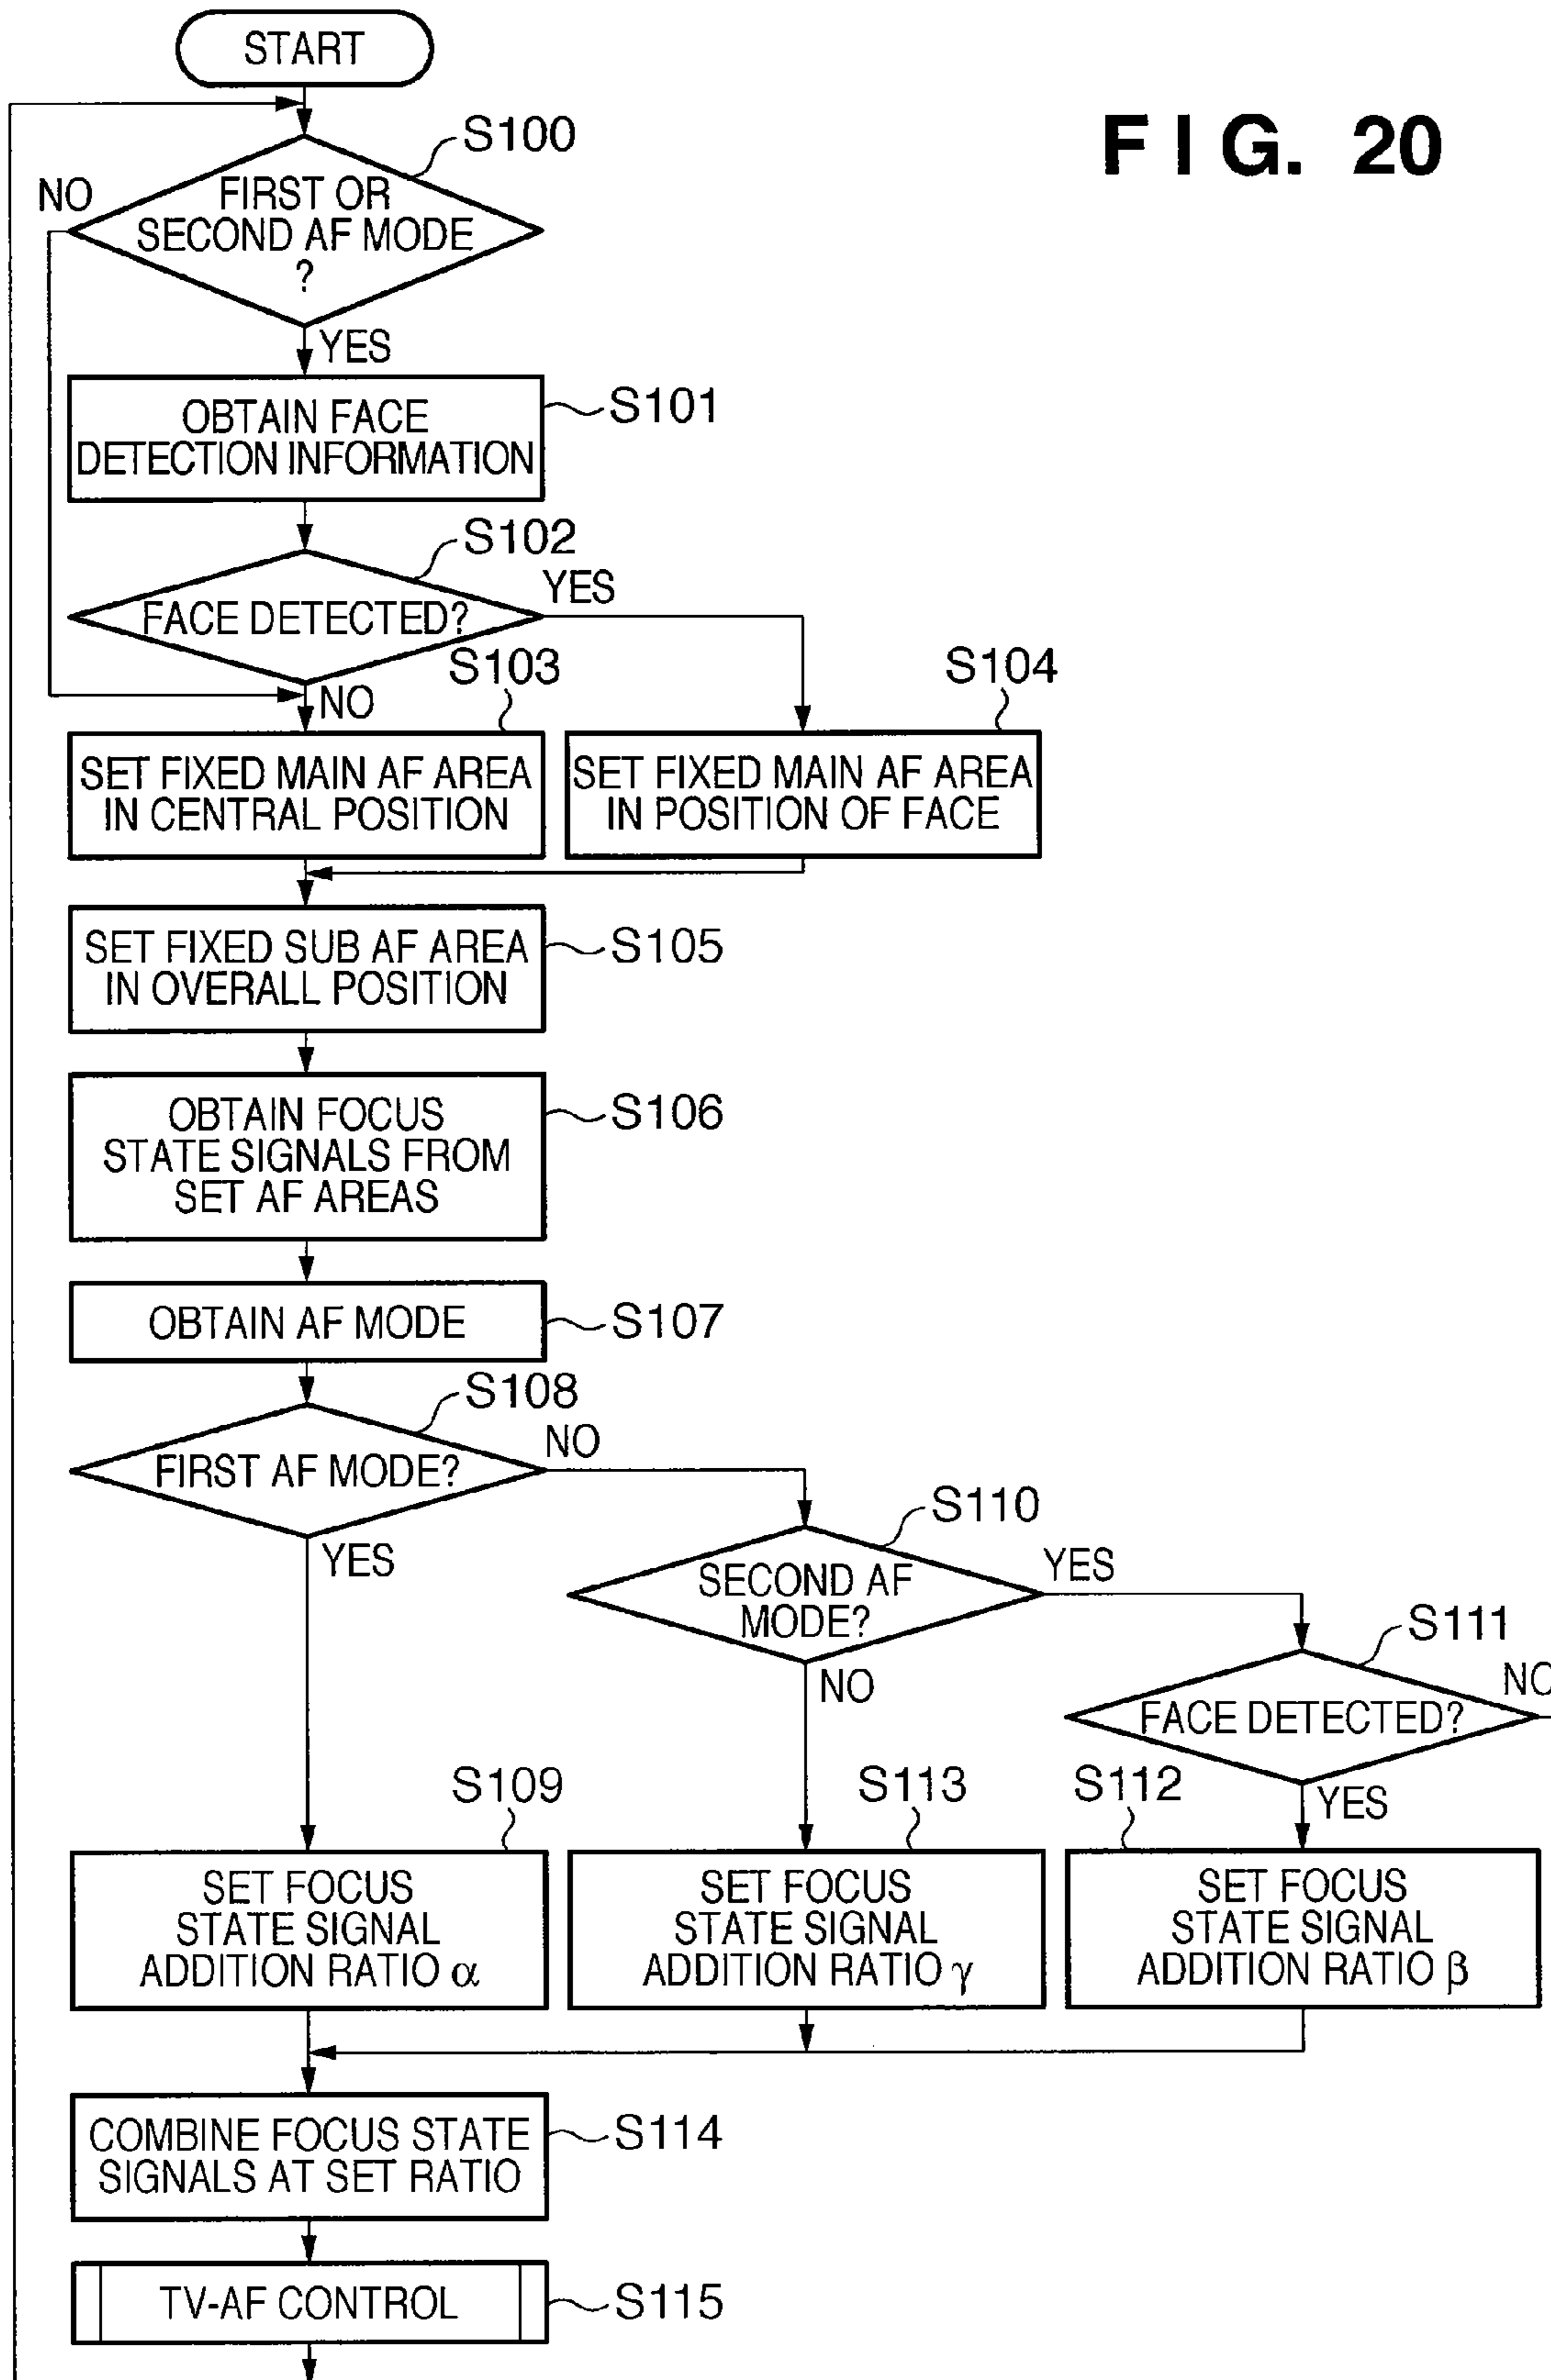 START
FIG. 20
S100
NO
FIRST OR
SECOND AF MODE
?
YES
S101
OBTAIN FACE
DETECTION INFORMATION
S102
YES
FACE DETECTED?
S103
S104
NO
SET FIXED MAIN AF AREA
IN CENTRAL POSITION
SET FIXED MAIN AF AREA
IN POSITION OF FACE
SET FIXED SUB AF AREA
IN OVERALL POSITION
S105
OBTAIN FOCUS
STATE SIGNALS FROM
SET AF AREAS
S106
OBTAIN AF MODE
S107
S108
NO
FIRST AF MODE?
YES
S110
SECOND AF
MODE?
YES
NO
S111
NO
FACE DETECTED?
YES
S109
S113
S112
SET FOCUS
STATE SIGNAL
ADDITION RATIO α
SET FOCUS
STATE SIGNAL
ADDITION RATIO γ
SET FOCUS
STATE SIGNAL
ADDITION RATIO β
COMBINE FOCUS STATE
SIGNALS AT SET RATIO
S114
TV-AF CONTROL
S115